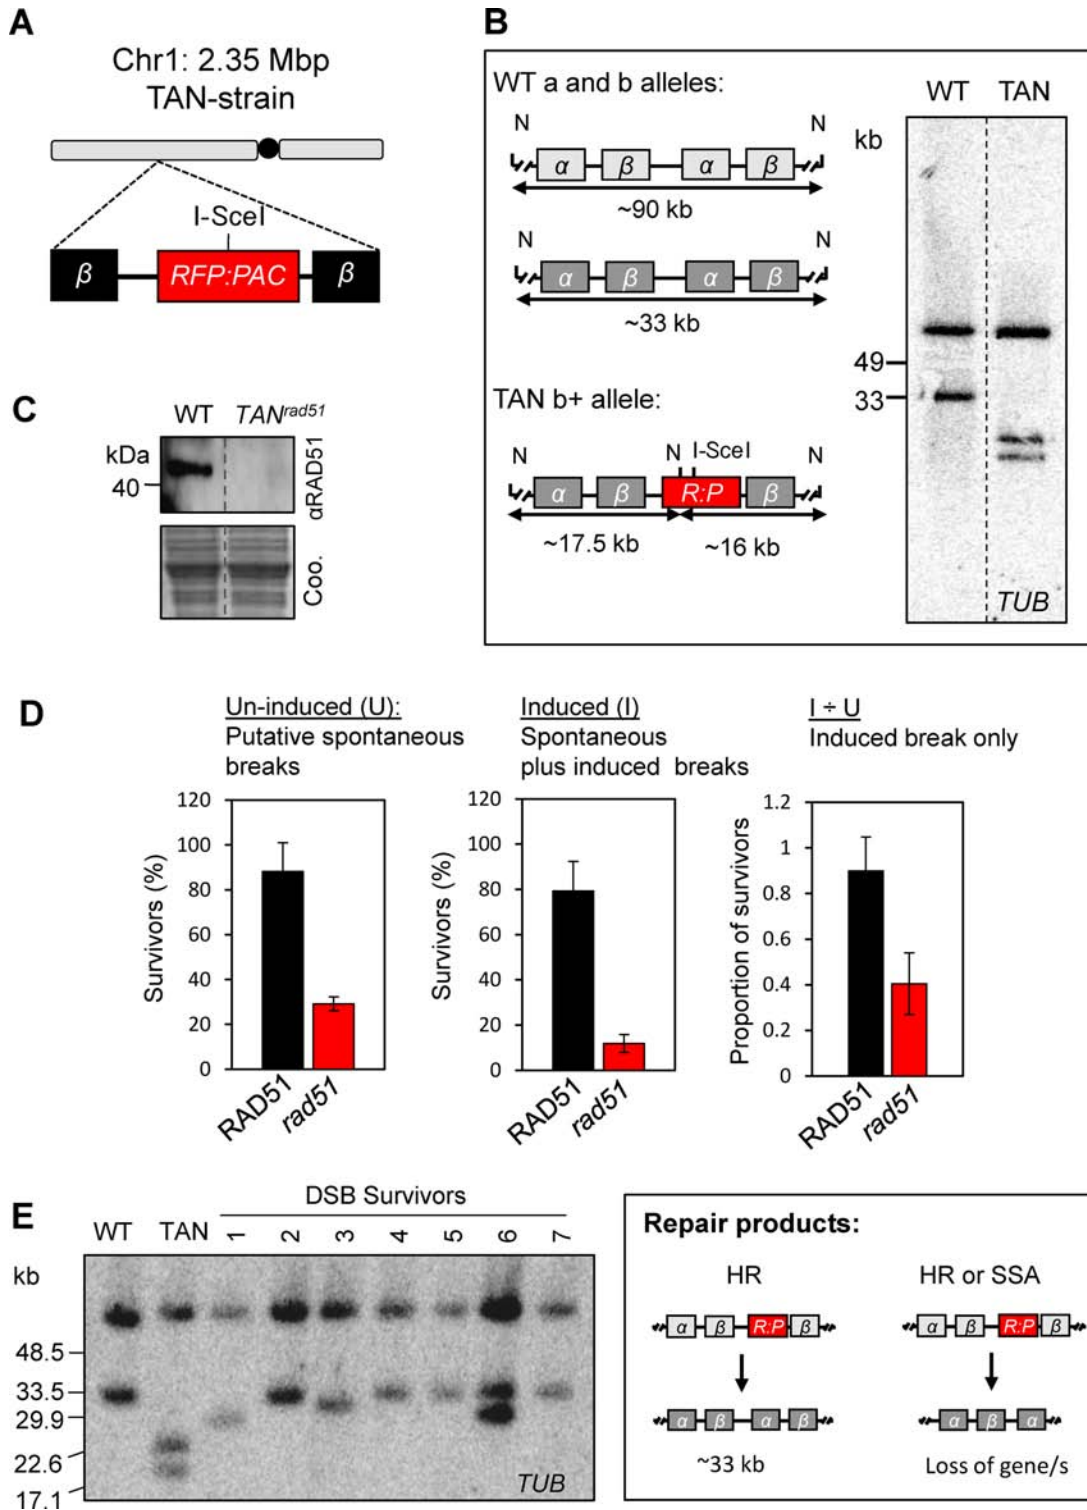 A
Chr1: 2.35 Mbp
TAN-strain
I-SceI
β RFP:PAC β
B
WT a and b alleles:
N N
α β α β
~90 kb
N N
α β α β
~33 kb
TAN b+ allele:
N N I-SceI N
α β R:P β
~17.5 kb ~16 kb
WT TAN
kb
49
33
TUB
C
WT TANrad51
kDa
40
αRAD51
Coo.
D
Un-induced (U):
Putative spontaneous
breaks
Survivors (%)
120
100
80
60
40
20
0
RAD51 rad51
Induced (I)
Spontaneous
plus induced breaks
Survivors (%)
120
100
80
60
40
20
0
RAD51 rad51
I ÷ U
Induced break only
Proportion of survivors
1.2
1
0.8
0.6
0.4
0.2
0
RAD51 rad51
E
DSB Survivors
WT TAN 1 2 3 4 5 6 7
kb
48.5
33.5
29.9
22.6
17.1
TUB
Repair products:
HR HR or SSA
α β R:P β α β R:P β
α β α β α β α
~33 kb Loss of gene/s